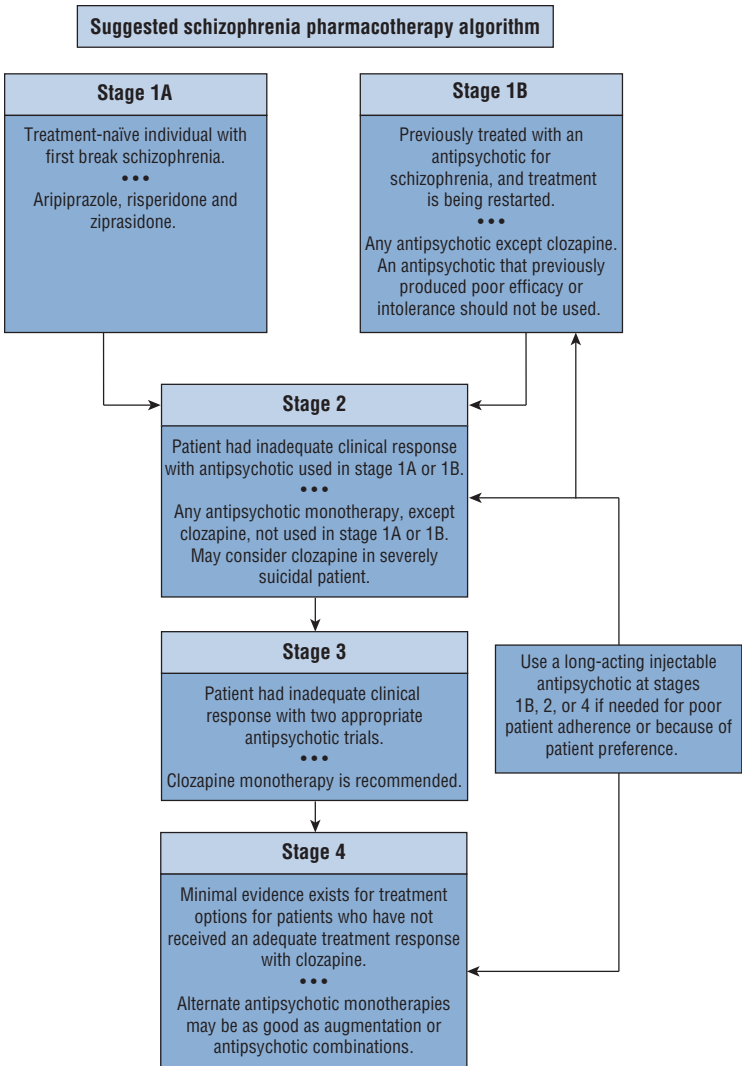 Suggested schizophrenia pharmacotherapy algorithm
Stage 1A
Treatment-naïve individual with
first break schizophrenia.
•••
Aripiprazole, risperidone and
ziprasidone.
Stage 1B
Previously treated with an
antipsychotic for
schizophrenia, and treatment
is being restarted.
•••
Any antipsychotic except clozapine.
An antipsychotic that previously
produced poor efficacy or
intolerance should not be used.
Stage 2
Patient had inadequate clinical response
with antipsychotic used in stage 1A or 1B.
•••
Any antipsychotic monotherapy, except
clozapine, not used in stage 1A or 1B.
May consider clozapine in severely
suicidal patient.
Stage 3
Patient had inadequate clinical
response with two appropriate
antipsychotic trials.
•••
Clozapine monotherapy is recommended.
Use a long-acting injectable
antipsychotic at stages
1B, 2, or 4 if needed for poor
patient adherence or because of
patient preference.
Stage 4
Minimal evidence exists for treatment
options for patients who have not
received an adequate treatment response
with clozapine.
•••
Alternate antipsychotic monotherapies
may be as good as augmentation or
antipsychotic combinations.